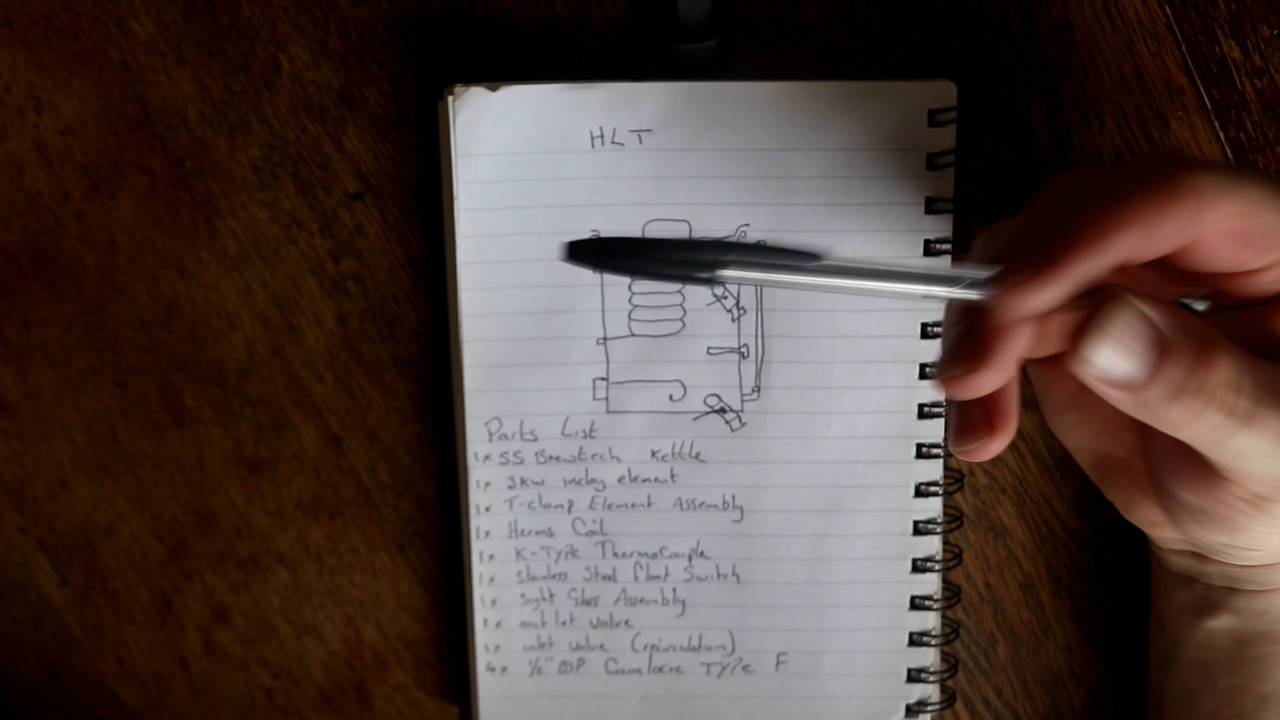 HLT
Parts List
1x SS Brewtech Kettle
1x 3kw incloy element
1x T-clamp Element Assembly
1x Herms Coil
1x K-Type Thermocouple
1x Stainless Steel float Switch
1x Sight Glass Assembly
1x outlet valve
1x inlet valve (recirculation)
4x 1/2" BSP Camlock TYPE F